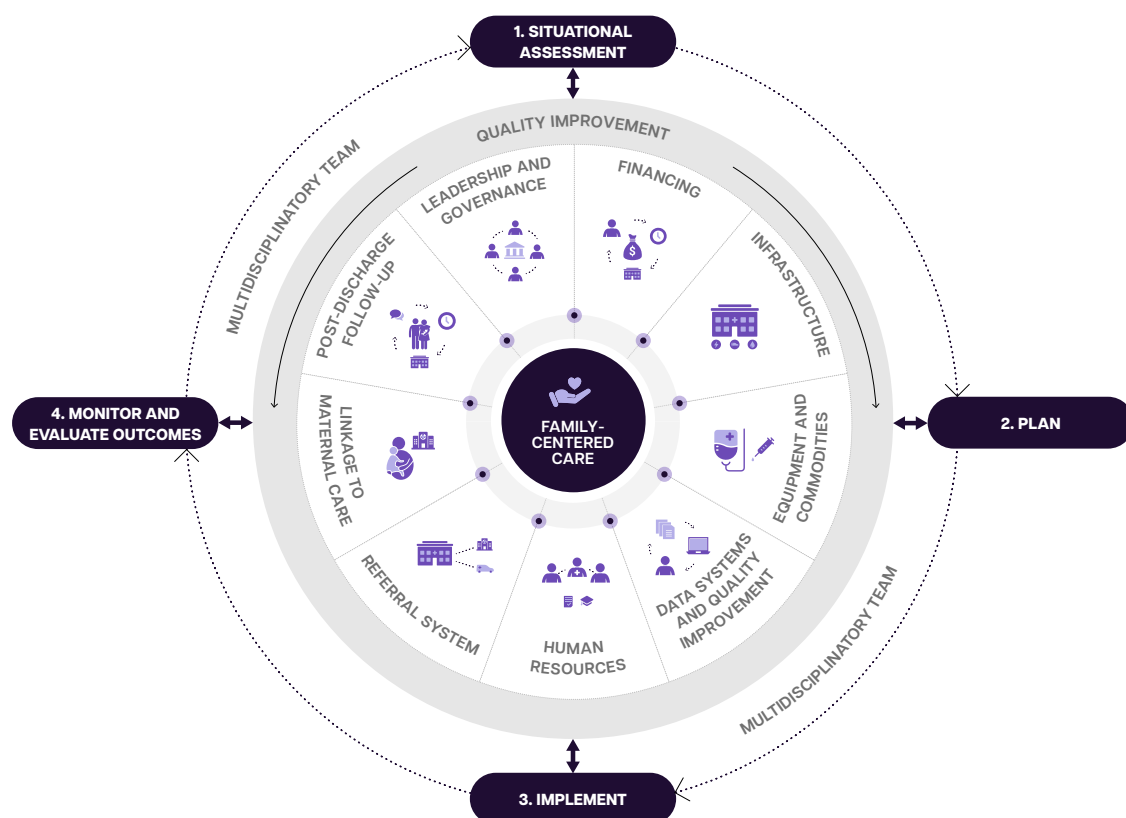 1. SITUATIONAL
ASSESSMENT
QUALITY IMPROVEMENT
MULTIDISCIPLINATORY TEAM
LEADERSHIP AND
GOVERNANCE
FINANCING
$
INFRASTRUCTURE
POST-DISCHARGE
FOLLOW-UP
4. MONITOR AND
EVALUATE OUTCOMES
FAMILY-
CENTERED
CARE
2. PLAN
LINKAGE TO
MATERNAL CARE
EQUIPMENT AND
COMMODITIES
REFERRAL SYSTEM
HUMAN
RESOURCES
DATA SYSTEMS
AND QUALITY
IMPROVEMENT
MULTIDISCIPLINATORY TEAM
3. IMPLEMENT